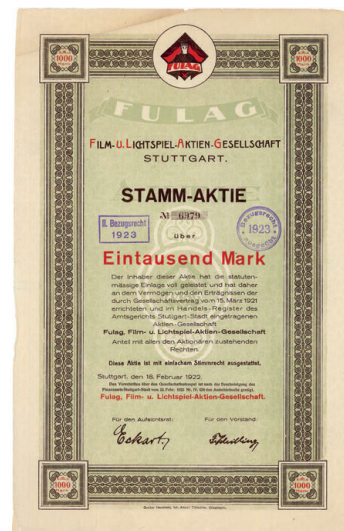 FULAG
1000
1000
FULAG
FILM- U. LICHTSPIEL-AKTIEN-GESELLSCHAFT
STUTTGART.
STAMM-AKTIE
№ 6979
II. Bezugsrecht
1923
über
Bezugsrecht
1923
Eintausend Mark
Der Inhaber dieser Aktie hat die statuten-
mässige Einlage voll geleistet und hat daher
an dem Vermögen und den Erträgnissen der
durch Gesellschaftsvertrag vom 15. März 1921
errichteten und im Handels-Register des
Amtsgerichts Stuttgart-Stadt eingetragenen
Aktien-Gesellschaft
Fulag, Film- u. Lichtspiel-Aktien-Gesellschaft
Anteil mit allen den Aktionären zustehenden
Rechten.
Diese Aktie ist mit einfachem Stimmrecht ausgestattet.
Stuttgart, den 18. Februar 1922.
Fulag, Film- u. Lichtspiel-Aktien-Gesellschaft.
Für den Aufsichtsrat:
Für den Vorstand:
Eckart
1000
1000